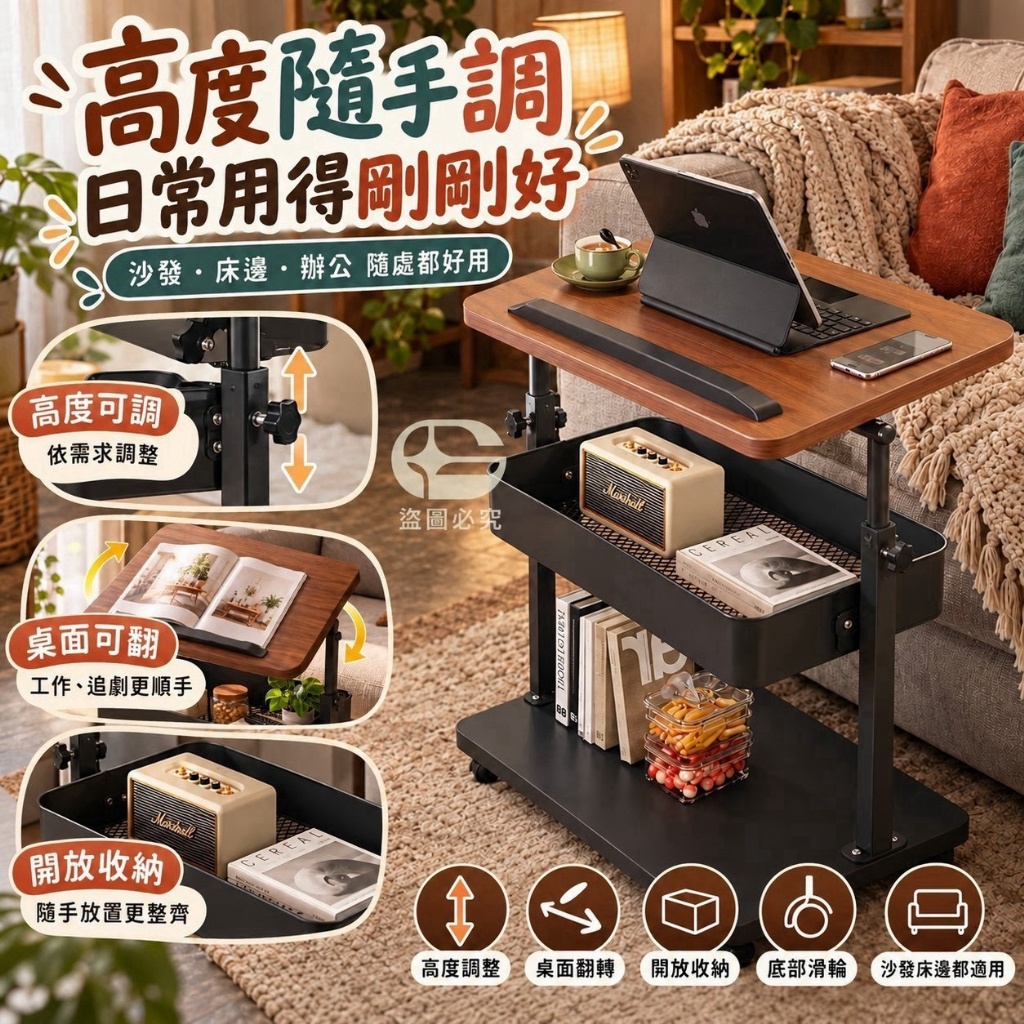 高度隨手調
日常用得剛剛好
沙發·床邊·辦公 隨處都好用
高度可調
依需求調整
盜圖必究
Marshall
CEREAL
桌面可翻
工作、追劇更順手
開放收納
隨手放置更整齊
Marshall
CEREAL
高度調整
桌面翻轉
開放收納
底部滑輪
沙發床邊都適用